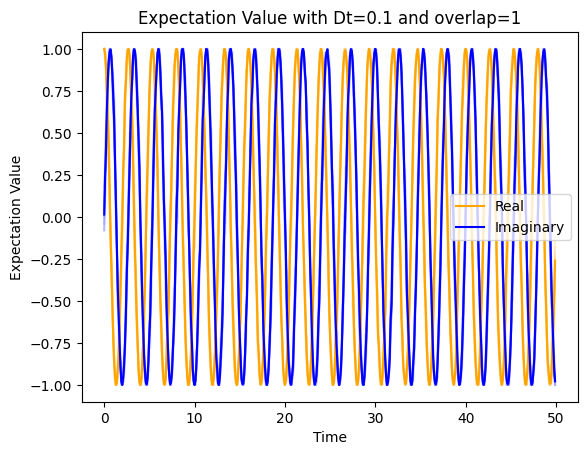 Expectation Value with Dt=0.1 and overlap=1
Expectation Value
1.00
0.75
0.50
0.25
0.00
−0.25
−0.50
−0.75
−1.00
Real
Imaginary
0 10 20 30 40 50
Time